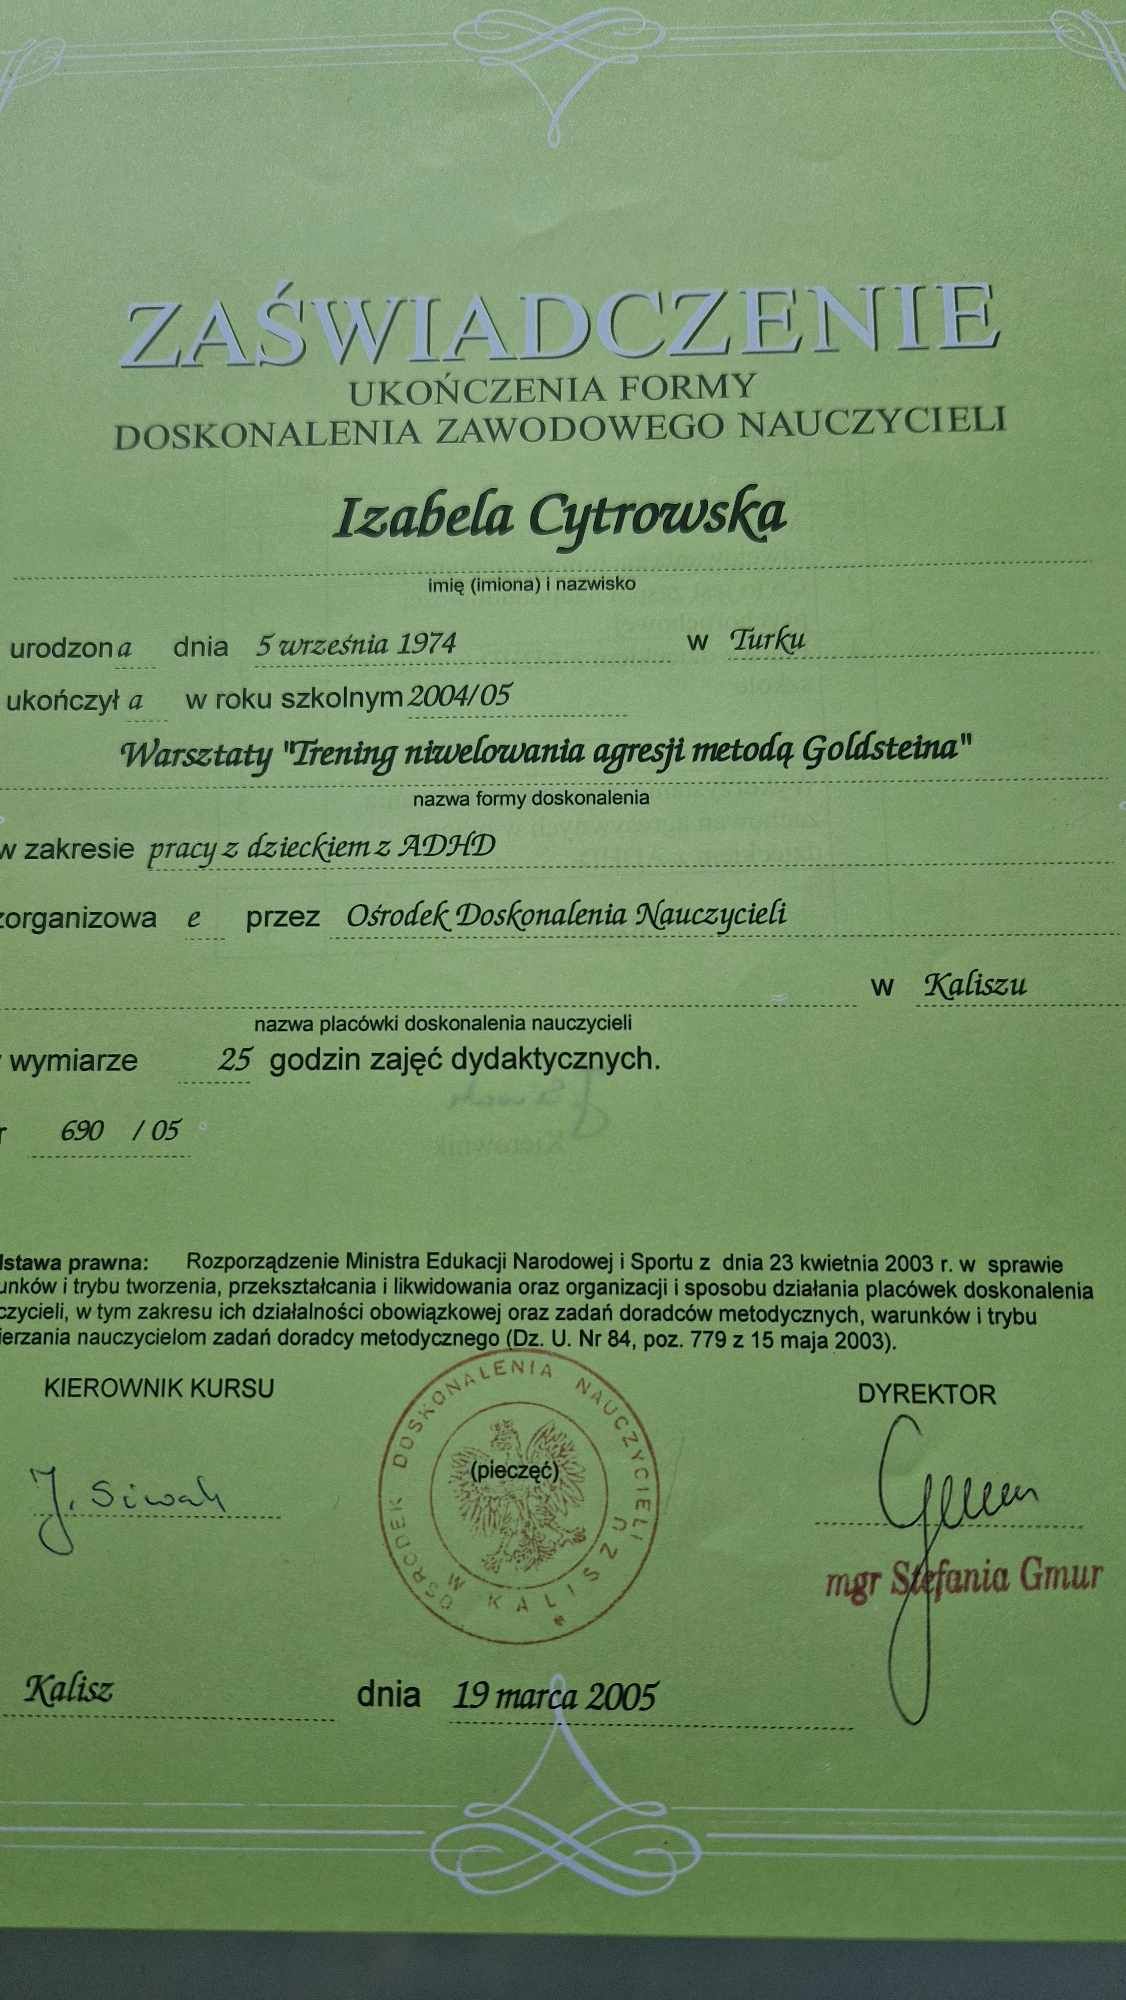 ZAŚWIADCZENIE
UKOŃCZENIA FORMY
DOSKONALENIA ZAWODOWEGO NAUCZYCIELI
Izabela Cytrowska
imię (imiona) i nazwisko
urodzona dnia 5 września 1974 w Turku
ukończyła w roku szkolnym 2004/05
Warsztaty "Trening niwelowania agresji metodą Goldsteina"
nazwa formy doskonalenia
w zakresie pracy z dzieckiem z ADHD
zorganizowa e przez Ośrodek Doskonalenia Nauczycieli
w Kaliszu
nazwa placówki doskonalenia nauczycieli
wymiarze 25 godzin zajęć dydaktycznych.
r 690 / 05
dstawa prawna: Rozporządzenie Ministra Edukacji Narodowej i Sportu z dnia 23 kwietnia 2003 r. w sprawie
unków i trybu tworzenia, przekształcania i likwidowania oraz organizacji i sposobu działania placówek doskonalenia
czycieli, w tym zakresu ich działalności obowiązkowej oraz zadań doradców metodycznych, warunków i trybu
ierzania nauczycielom zadań doradcy metodycznego (Dz. U. Nr 84, poz. 779 z 15 maja 2003).
KIEROWNIK KURSU
DYREKTOR
OŚRODEK DOSKONALENIA NAUCZYCIELI
W KALISZU
(pieczęć)
J. Siwak
mgr Stefania Gmur
Kalisz dnia 19 marca 2005